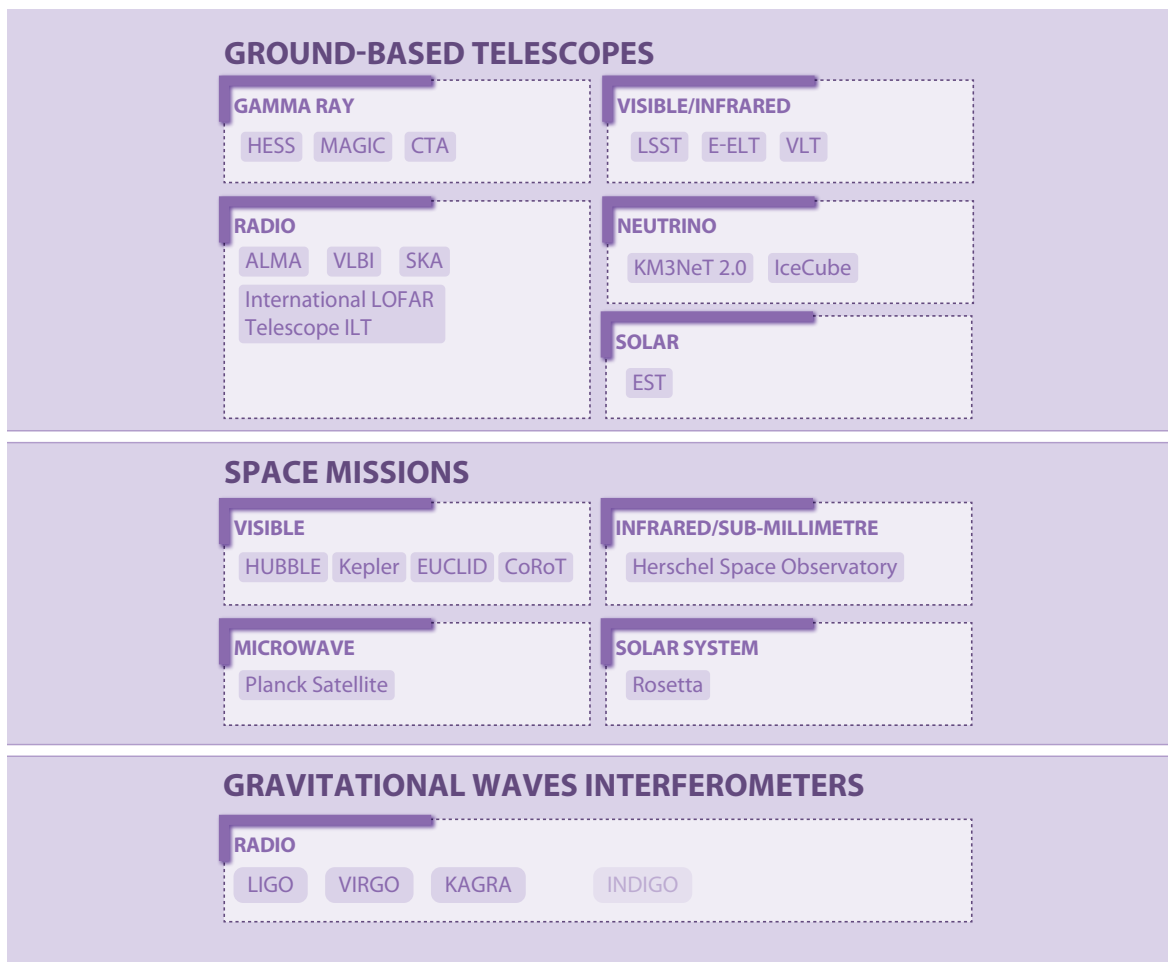 GROUND-BASED TELESCOPES
GAMMA RAY
HESS MAGIC CTA
VISIBLE/INFRARED
LSST E-ELT VLT
RADIO
ALMA VLBI SKA
International LOFAR
Telescope ILT
NEUTRINO
KM3NeT 2.0 IceCube
SOLAR
EST
SPACE MISSIONS
VISIBLE
HUBBLE Kepler EUCLID CoRoT
INFRARED/SUB-MILLIMETRE
Herschel Space Observatory
MICROWAVE
Planck Satellite
SOLAR SYSTEM
Rosetta
GRAVITATIONAL WAVES INTERFEROMETERS
RADIO
LIGO VIRGO KAGRA INDIGO